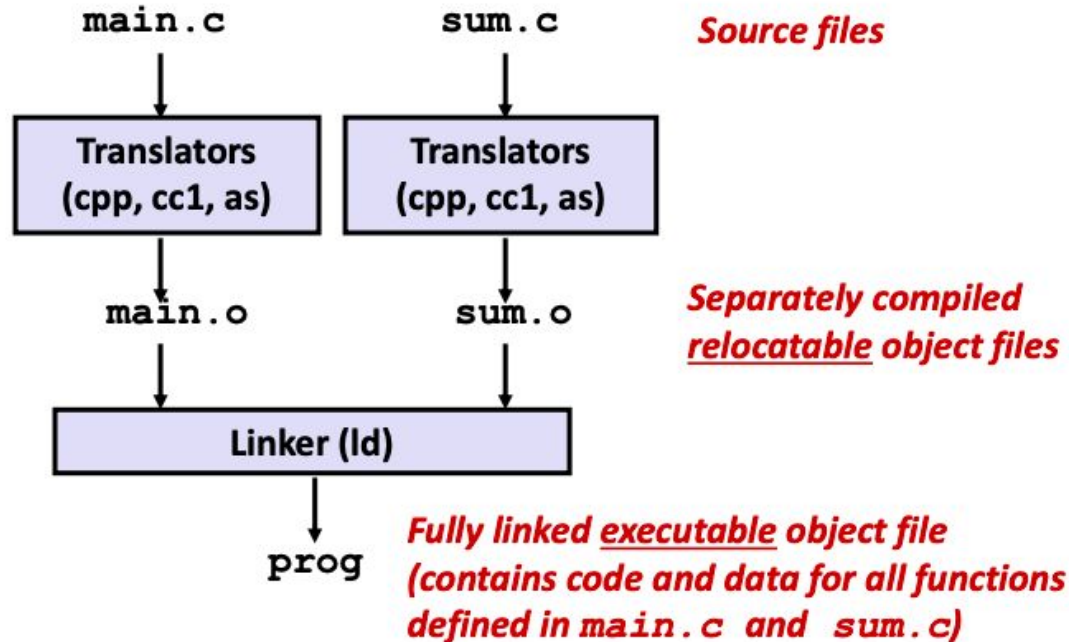 main.c sum.c Source files
Translators Translators
(cpp, cc1, as) (cpp, cc1, as)
main.o sum.o Separately compiled
relocatable object files
Linker (ld)
prog Fully linked executable object file
(contains code and data for all functions
defined in main.c and sum.c)